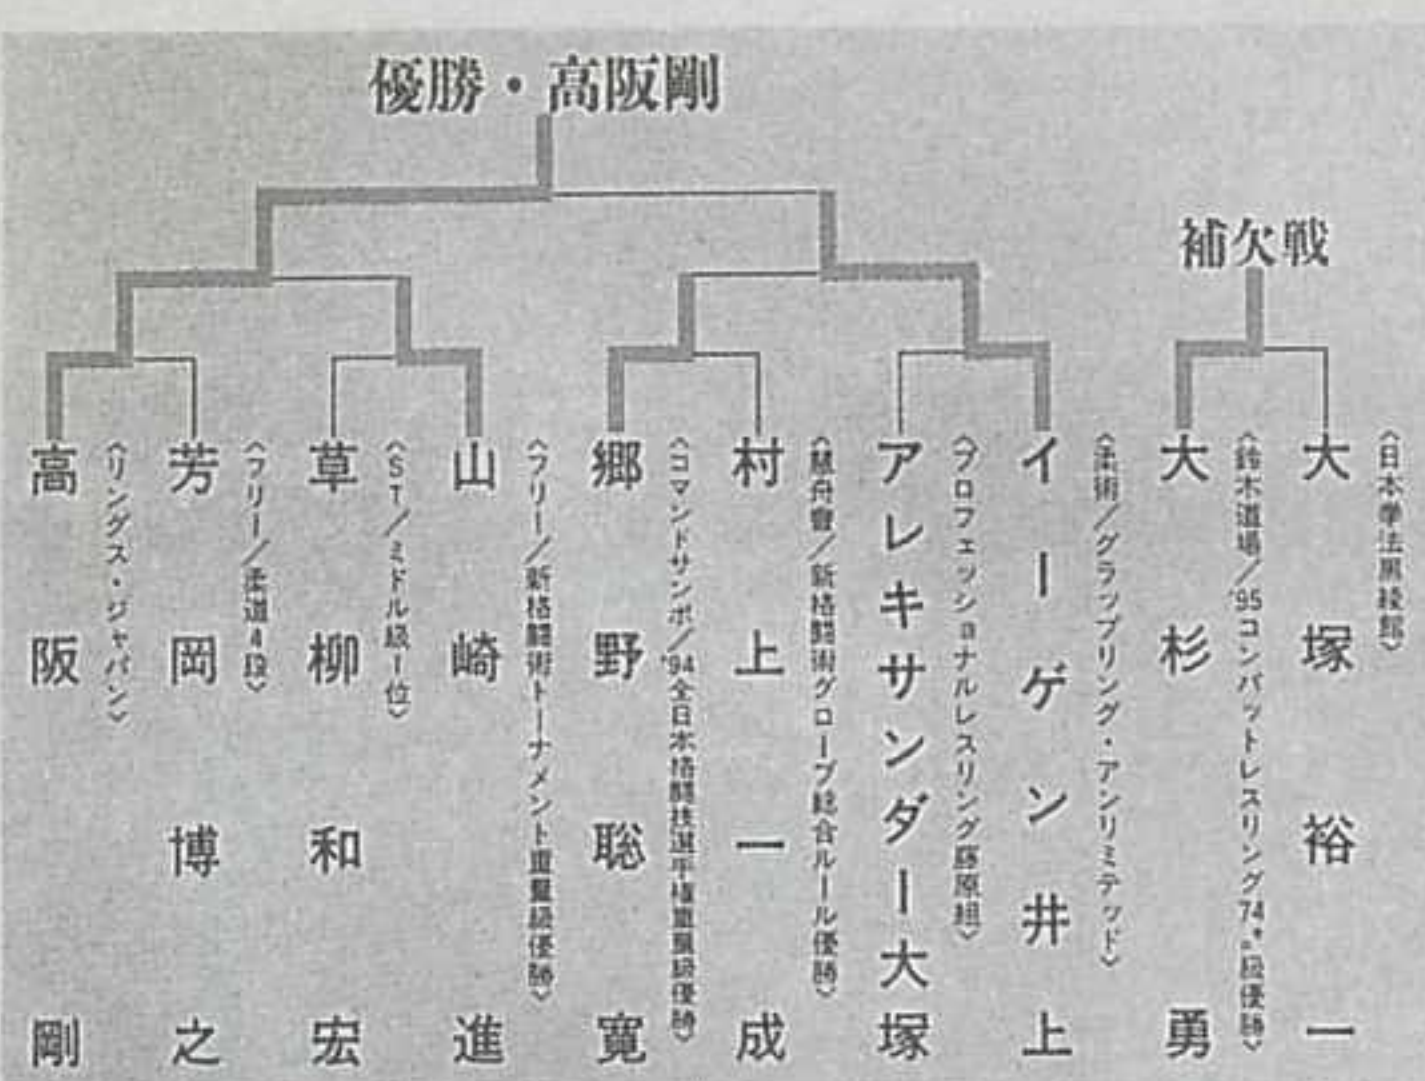 優勝・高阪剛
補欠戦
高阪剛
〈リングス・ジャパン〉
芳岡博之
〈フリー/柔道4段〉
草柳和宏
〈ST/ミドル級1位〉
山崎進
〈フリー/新格闘術トーナメント重量級優勝〉
郷野聡寛
〈コマンドサンボ/'94全日本格闘技選手権重量級優勝〉
村上一成
〈慧舟會/新格闘術グローブ総合ルール優勝〉
アレキサンダー大塚
〈プロフェッショナルレスリング藤原組〉
イーゲン井上
〈柔術/グラップリング・アンリミテッド〉
大杉勇
〈鈴木道場/'95コンバットレスリング74㌔級優勝〉
大塚裕一
〈日本拳法黒綾館〉